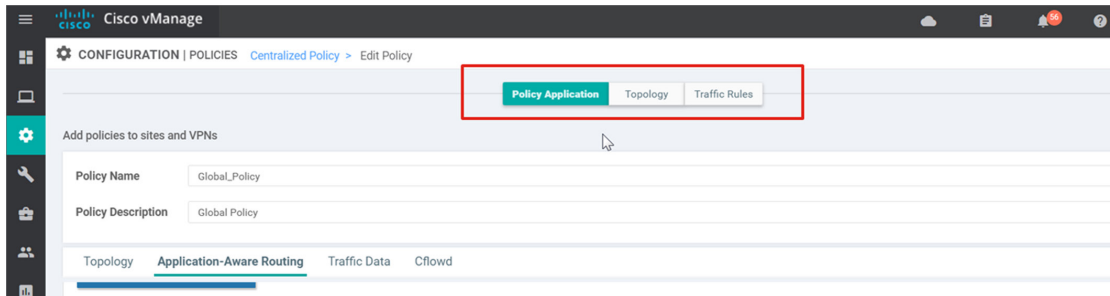 cisco Cisco vManage 56
CONFIGURATION | POLICIES Centralized Policy > Edit Policy
Policy Application Topology Traffic Rules
Add policies to sites and VPNs
Policy Name Global_Policy
Policy Description Global Policy
Topology Application-Aware Routing Traffic Data Cflowd